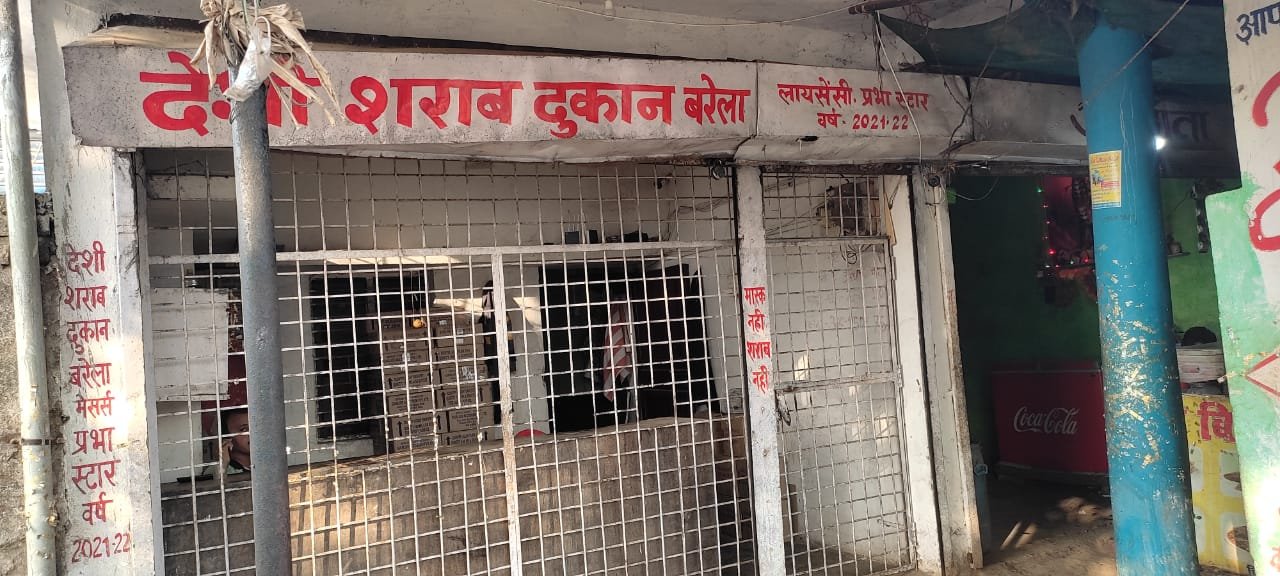 देशी शराब दुकान बरेला
लायसेंसी. प्रभा स्टार
वर्ष - 2021-22
देशी
शराब
दुकान
बरेला
मेसर्स
प्रभा
स्टार
वर्ष
2021-22
मास्क
नही
शराब
नही
Coca-Cola